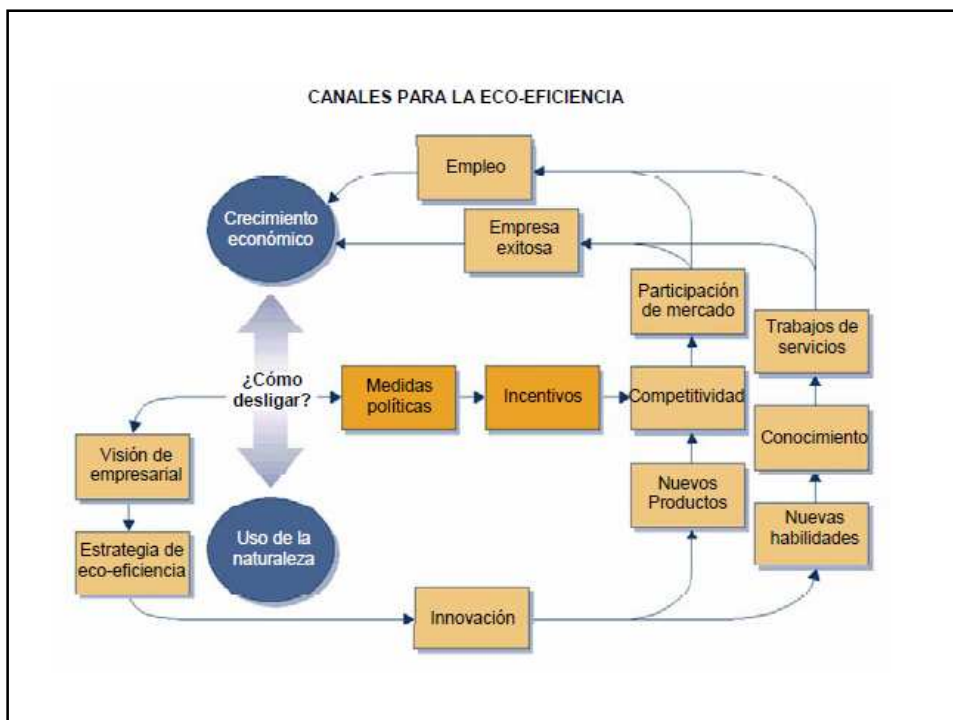 CANALES PARA LA ECO-EFICIENCIA
Empleo
Crecimiento
económico
Empresa
exitosa
Participación
de mercado
Trabajos de
servicios
¿Cómo
desligar?
Medidas
políticas
Incentivos
Competitividad
Conocimiento
Visión de
empresarial
Nuevos
Productos
Nuevas
habilidades
Estrategia de
eco-eficiencia
Uso de la
naturaleza
Innovación